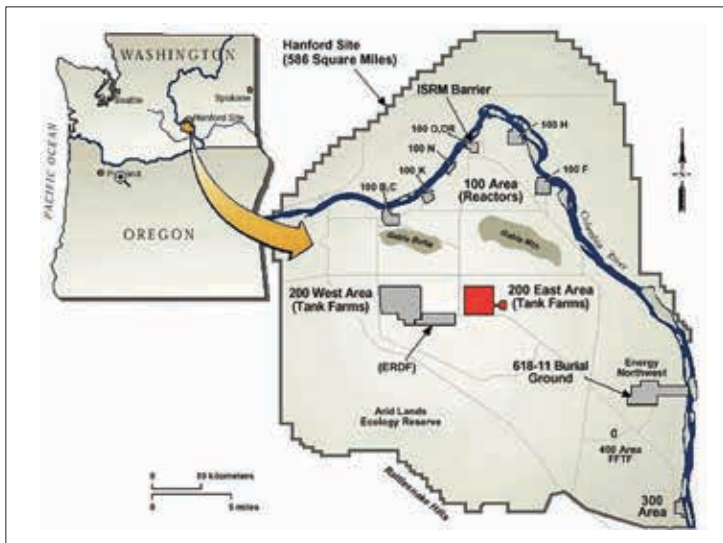 WASHINGTON
Seattle
Spokane
Hanford Site
PACIFIC OCEAN
Portland
OREGON
Hanford Site
(586 Square Miles)
ISRM Barrier
100 D,DR
100 H
100 N
100 K
100 B,C
100 F
100 Area
(Reactors)
Columbia River
Gable Butte
Gable Mtn.
200 West Area
(Tank Farms)
200 East Area
(Tank Farms)
(ERDF)
618-11 Burial
Ground
Energy
Northwest
Arid Lands
Ecology Reserve
400 Area
FFTF
Rattlesnake Hills
0
kilometers
0
5 miles
300
Area